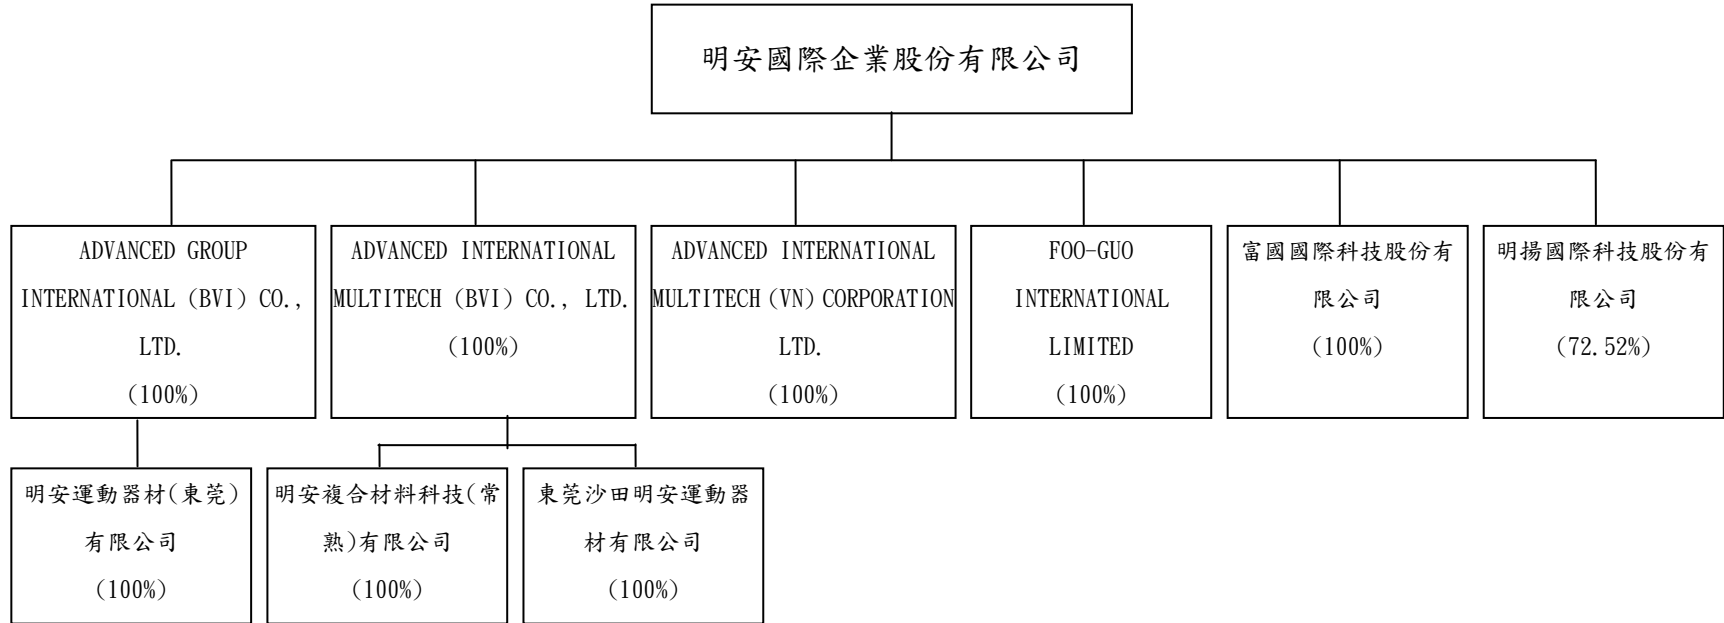 明安國際企業股份有限公司
ADVANCED GROUP
INTERNATIONAL (BVI) CO.,
LTD.
(100%)
ADVANCED INTERNATIONAL
MULTITECH (BVI) CO., LTD.
(100%)
ADVANCED INTERNATIONAL
MULTITECH (VN) CORPORATION
LTD.
(100%)
FOO-GUO
INTERNATIONAL
LIMITED
(100%)
富國國際科技股份有
限公司
(100%)
明揚國際科技股份有
限公司
(72.52%)
明安運動器材(東莞)
有限公司
(100%)
明安複合材料科技(常
熟)有限公司
(100%)
東莞沙田明安運動器
材有限公司
(100%)